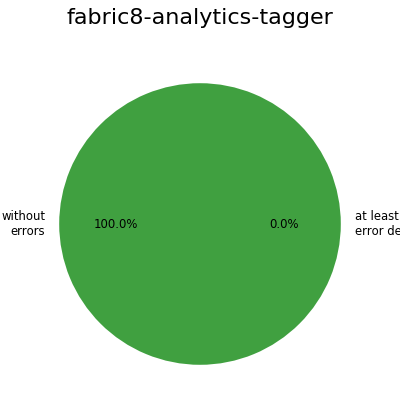 fabric8-analytics-tagger
without
errors
100.0%
0.0%
at least
error de